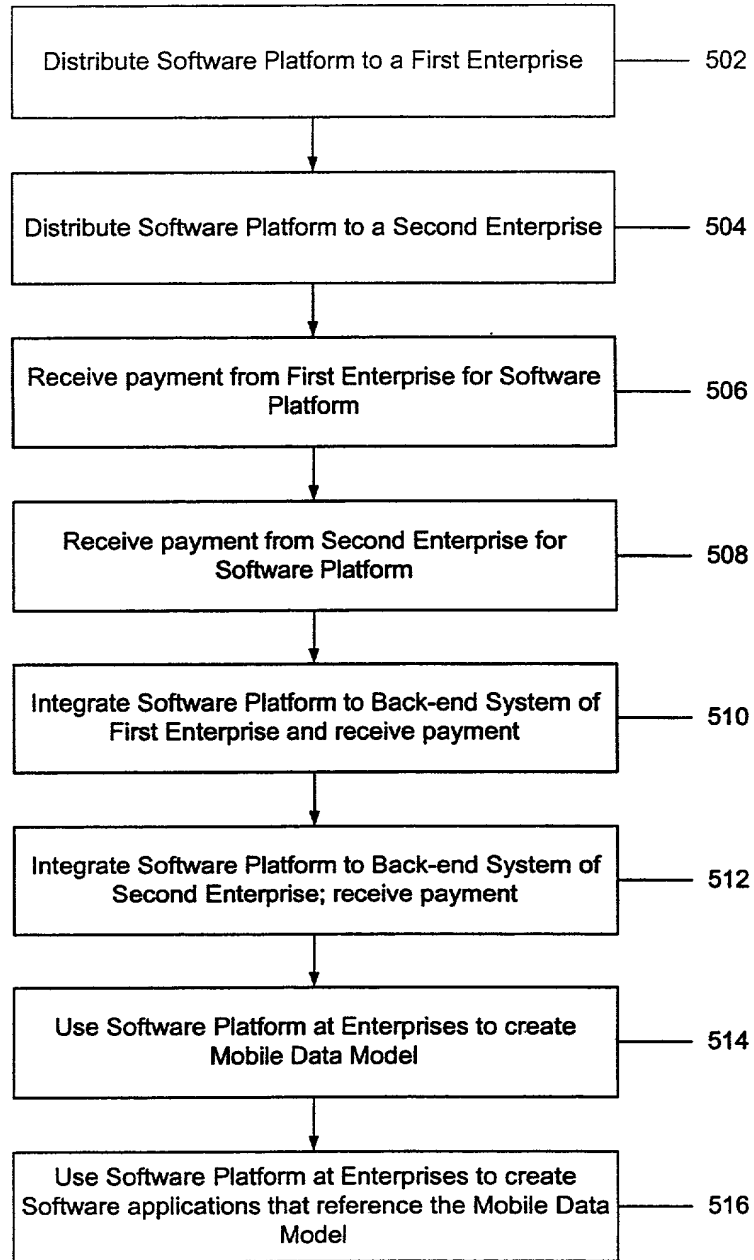 Distribute Software Platform to a First Enterprise
502
Distribute Software Platform to a Second Enterprise
504
Receive payment from First Enterprise for Software
Platform
506
Receive payment from Second Enterprise for
Software Platform
508
Integrate Software Platform to Back-end System of
First Enterprise and receive payment
510
Integrate Software Platform to Back-end System of
Second Enterprise; receive payment
512
Use Software Platform at Enterprises to create
Mobile Data Model
514
Use Software Platform at Enterprises to create
Software applications that reference the Mobile Data
Model
516